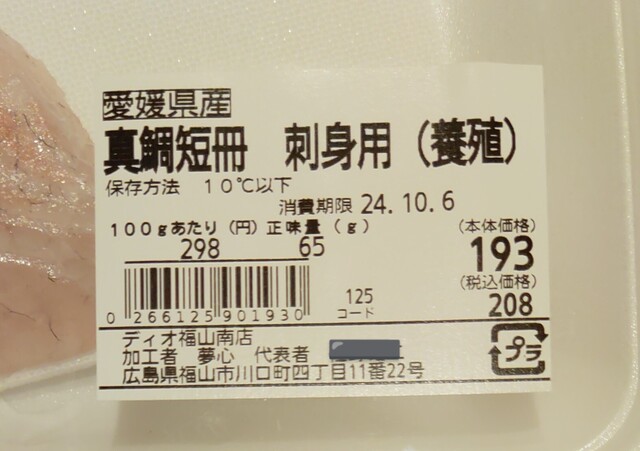 愛媛県産
真鯛短冊　刺身用（養殖）
保存方法　１０℃以下
消費期限 24.10.6
１００ｇあたり（円）正味量（ｇ）
298　65
（本体価格）
193
（税込価格）
208
0 266125 901930
125
コード
ディオ福山南店
加工者　夢心　代表者
広島県福山市川口町四丁目11番22号
プラ